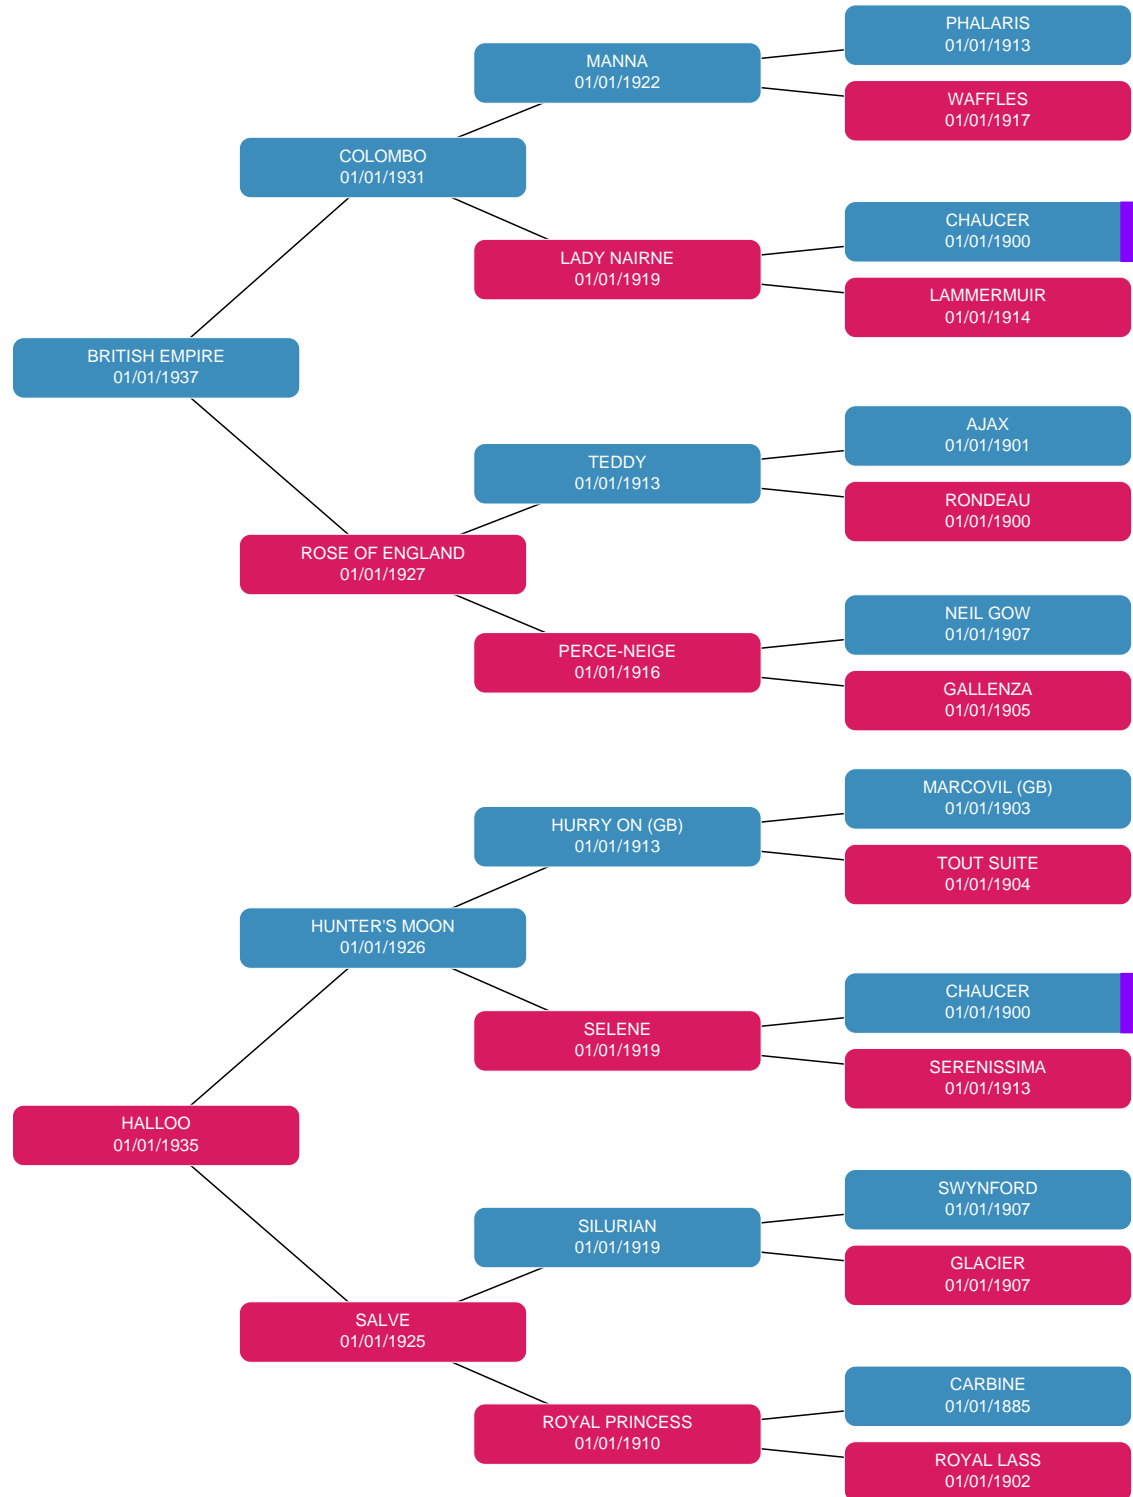 PHALARIS
01/01/1913
MANNA
01/01/1922
WAFFLES
01/01/1917
COLOMBO
01/01/1931
CHAUCER
01/01/1900
LADY NAIRNE
01/01/1919
LAMMERMUIR
01/01/1914
BRITISH EMPIRE
01/01/1937
AJAX
01/01/1901
TEDDY
01/01/1913
RONDEAU
01/01/1900
ROSE OF ENGLAND
01/01/1927
NEIL GOW
01/01/1907
PERCE-NEIGE
01/01/1916
GALLENZA
01/01/1905
MARCOVIL (GB)
01/01/1903
HURRY ON (GB)
01/01/1913
TOUT SUITE
01/01/1904
HUNTER'S MOON
01/01/1926
CHAUCER
01/01/1900
SELENE
01/01/1919
SERENISSIMA
01/01/1913
HALLOO
01/01/1935
SWYNFORD
01/01/1907
SILURIAN
01/01/1919
GLACIER
01/01/1907
SALVE
01/01/1925
CARBINE
01/01/1885
ROYAL PRINCESS
01/01/1910
ROYAL LASS
01/01/1902